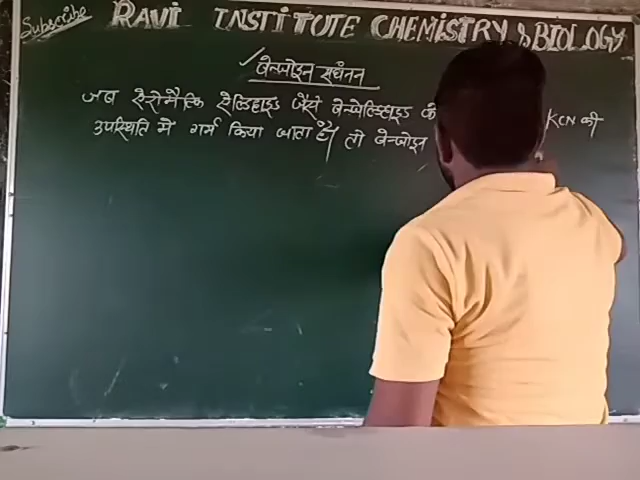 Subscribe
RAVI INSTITUTE CHEMISTRY & BIOLOGY
बेन्जोइन संघनन
जब ऐरोमैटिक ऐल्डिहाइड जैसे बेन्जेल्डिहाइड को KCN की
उपस्थिति में गर्म किया जाता है, तो बेन्जोइन